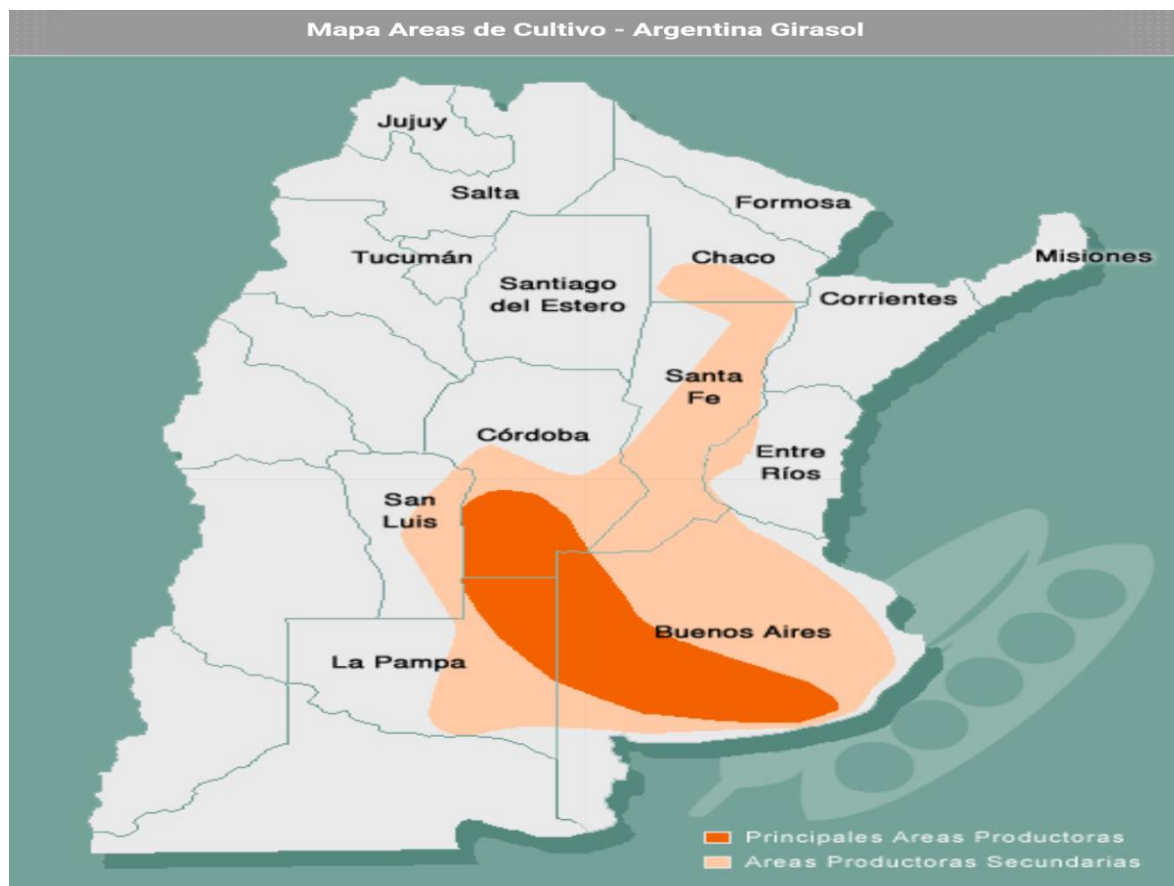 Mapa Areas de Cultivo - Argentina Girasol
Jujuy
Salta
Formosa
Tucumán
Chaco
Misiones
Santiago
del Estero
Corrientes
Santa
Fe
Córdoba
Entre
Ríos
San
Luis
Buenos Aires
La Pampa
Principales Areas Productoras
Areas Productoras Secundarias